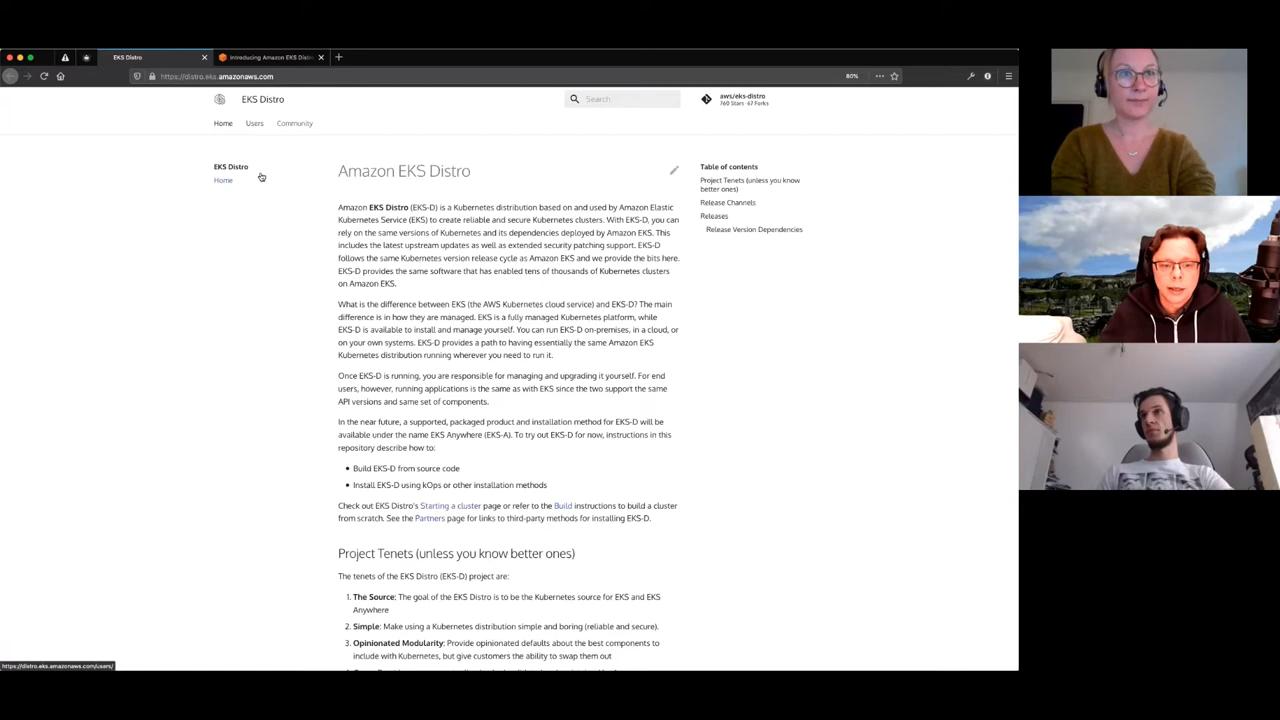 EKS Distro
Introducing Amazon EKS Distr
https://distro.eks.amazonaws.com
80%
EKS Distro
Search
aws/eks-distro
760 Stars · 67 Forks
Home Users Community
EKS Distro
Home
Amazon EKS Distro
Amazon EKS Distro (EKS-D) is a Kubernetes distribution based on and used by Amazon Elastic
Kubernetes Service (EKS) to create reliable and secure Kubernetes clusters. With EKS-D, you can
rely on the same versions of Kubernetes and its dependencies deployed by Amazon EKS. This
includes the latest upstream updates as well as extended security patching support. EKS-D
follows the same Kubernetes version release cycle as Amazon EKS and we provide the bits here.
EKS-D provides the same software that has enabled tens of thousands of Kubernetes clusters
on Amazon EKS.
What is the difference between EKS (the AWS Kubernetes cloud service) and EKS-D? The main
difference is in how they are managed. EKS is a fully managed Kubernetes platform, while
EKS-D is available to install and manage yourself. You can run EKS-D on-premises, in a cloud, or
on your own systems. EKS-D provides a path to having essentially the same Amazon EKS
Kubernetes distribution running wherever you need to run it.
Once EKS-D is running, you are responsible for managing and upgrading it yourself. For end
users, however, running applications is the same as with EKS since the two support the same
API versions and same set of components.
In the near future, a supported, packaged product and installation method for EKS-D will be
available under the name EKS Anywhere (EKS-A). To try out EKS-D for now, instructions in this
repository describe how to:
• Build EKS-D from source code
• Install EKS-D using kOps or other installation methods
Check out EKS Distro's Starting a cluster page or refer to the Build instructions to build a cluster
from scratch. See the Partners page for links to third-party methods for installing EKS-D.
Project Tenets (unless you know better ones)
The tenets of the EKS Distro (EKS-D) project are:
1. The Source: The goal of the EKS Distro is to be the Kubernetes source for EKS and EKS
Anywhere
2. Simple: Make using a Kubernetes distribution simple and boring (reliable and secure).
3. Opinionated Modularity: Provide opinionated defaults about the best components to
include with Kubernetes, but give customers the ability to swap them out
Table of contents
Project Tenets (unless you know
better ones)
Release Channels
Releases
Release Version Dependencies
https://distro.eks.amazonaws.com/users/